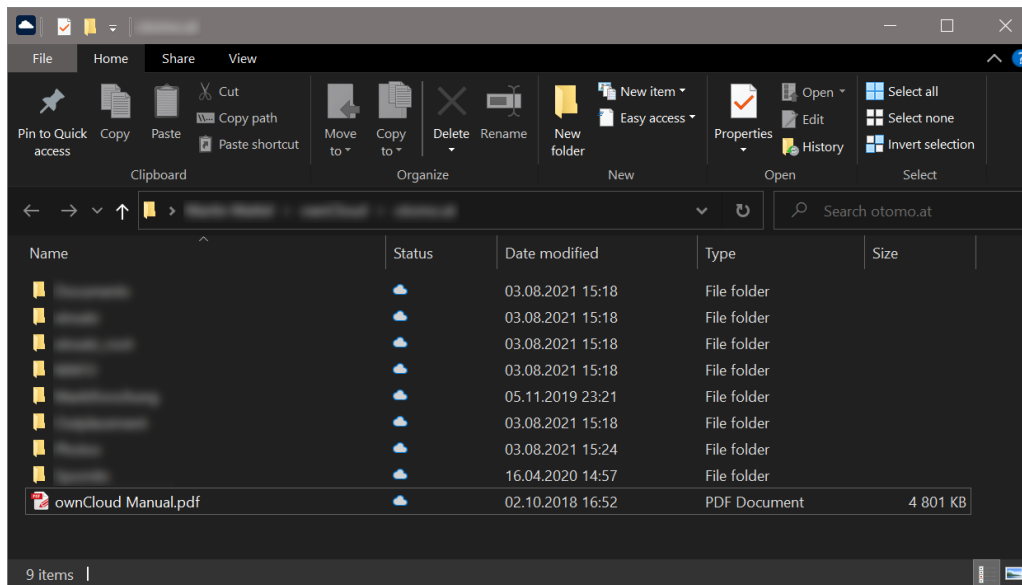 File Home Share View
Pin to Quick access
Copy
Paste
Cut
Copy path
Paste shortcut
Clipboard
Move to
Copy to
Delete
Rename
Organize
New folder
New item
Easy access
New
Properties
Open
Edit
History
Open
Select all
Select none
Invert selection
Select
Search otomo.at
Name Status Date modified Type Size
03.08.2021 15:18 File folder
03.08.2021 15:18 File folder
03.08.2021 15:18 File folder
03.08.2021 15:18 File folder
05.11.2019 23:21 File folder
03.08.2021 15:18 File folder
03.08.2021 15:24 File folder
16.04.2020 14:57 File folder
ownCloud Manual.pdf 02.10.2018 16:52 PDF Document 4 801 KB
9 items